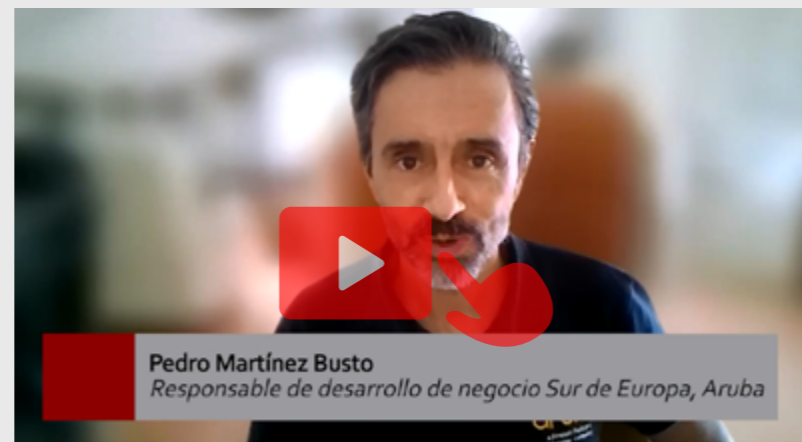 Pedro Martínez Busto
Responsable de desarrollo de negocio Sur de Europa, Aruba